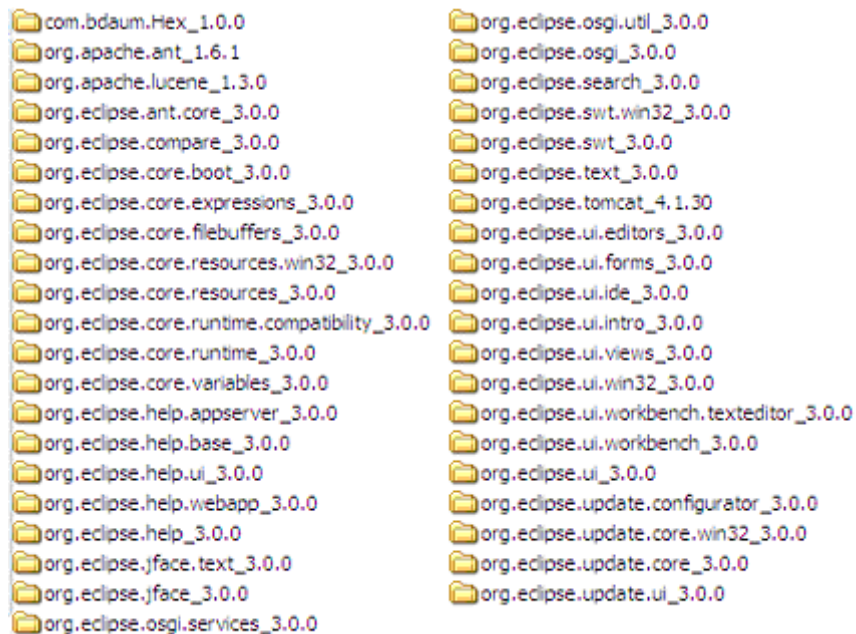 com.bdaum.Hex_1.0.0
org.apache.ant_1.6.1
org.apache.lucene_1.3.0
org.eclipse.ant.core_3.0.0
org.eclipse.compare_3.0.0
org.eclipse.core.boot_3.0.0
org.eclipse.core.expressions_3.0.0
org.eclipse.core.filebuffers_3.0.0
org.eclipse.core.resources.win32_3.0.0
org.eclipse.core.resources_3.0.0
org.eclipse.core.runtime.compatibility_3.0.0
org.eclipse.core.runtime_3.0.0
org.eclipse.core.variables_3.0.0
org.eclipse.help.appserver_3.0.0
org.eclipse.help.base_3.0.0
org.eclipse.help.ui_3.0.0
org.eclipse.help.webapp_3.0.0
org.eclipse.help_3.0.0
org.eclipse.jface.text_3.0.0
org.eclipse.jface_3.0.0
org.eclipse.osgi.services_3.0.0
org.eclipse.osgi.util_3.0.0
org.eclipse.osgi_3.0.0
org.eclipse.search_3.0.0
org.eclipse.swt.win32_3.0.0
org.eclipse.swt_3.0.0
org.eclipse.text_3.0.0
org.eclipse.tomcat_4.1.30
org.eclipse.ui.editors_3.0.0
org.eclipse.ui.forms_3.0.0
org.eclipse.ui.ide_3.0.0
org.eclipse.ui.intro_3.0.0
org.eclipse.ui.views_3.0.0
org.eclipse.ui.win32_3.0.0
org.eclipse.ui.workbench.texteditor_3.0.0
org.eclipse.ui.workbench_3.0.0
org.eclipse.ui_3.0.0
org.eclipse.update.configurator_3.0.0
org.eclipse.update.core.win32_3.0.0
org.eclipse.update.core_3.0.0
org.eclipse.update.ui_3.0.0